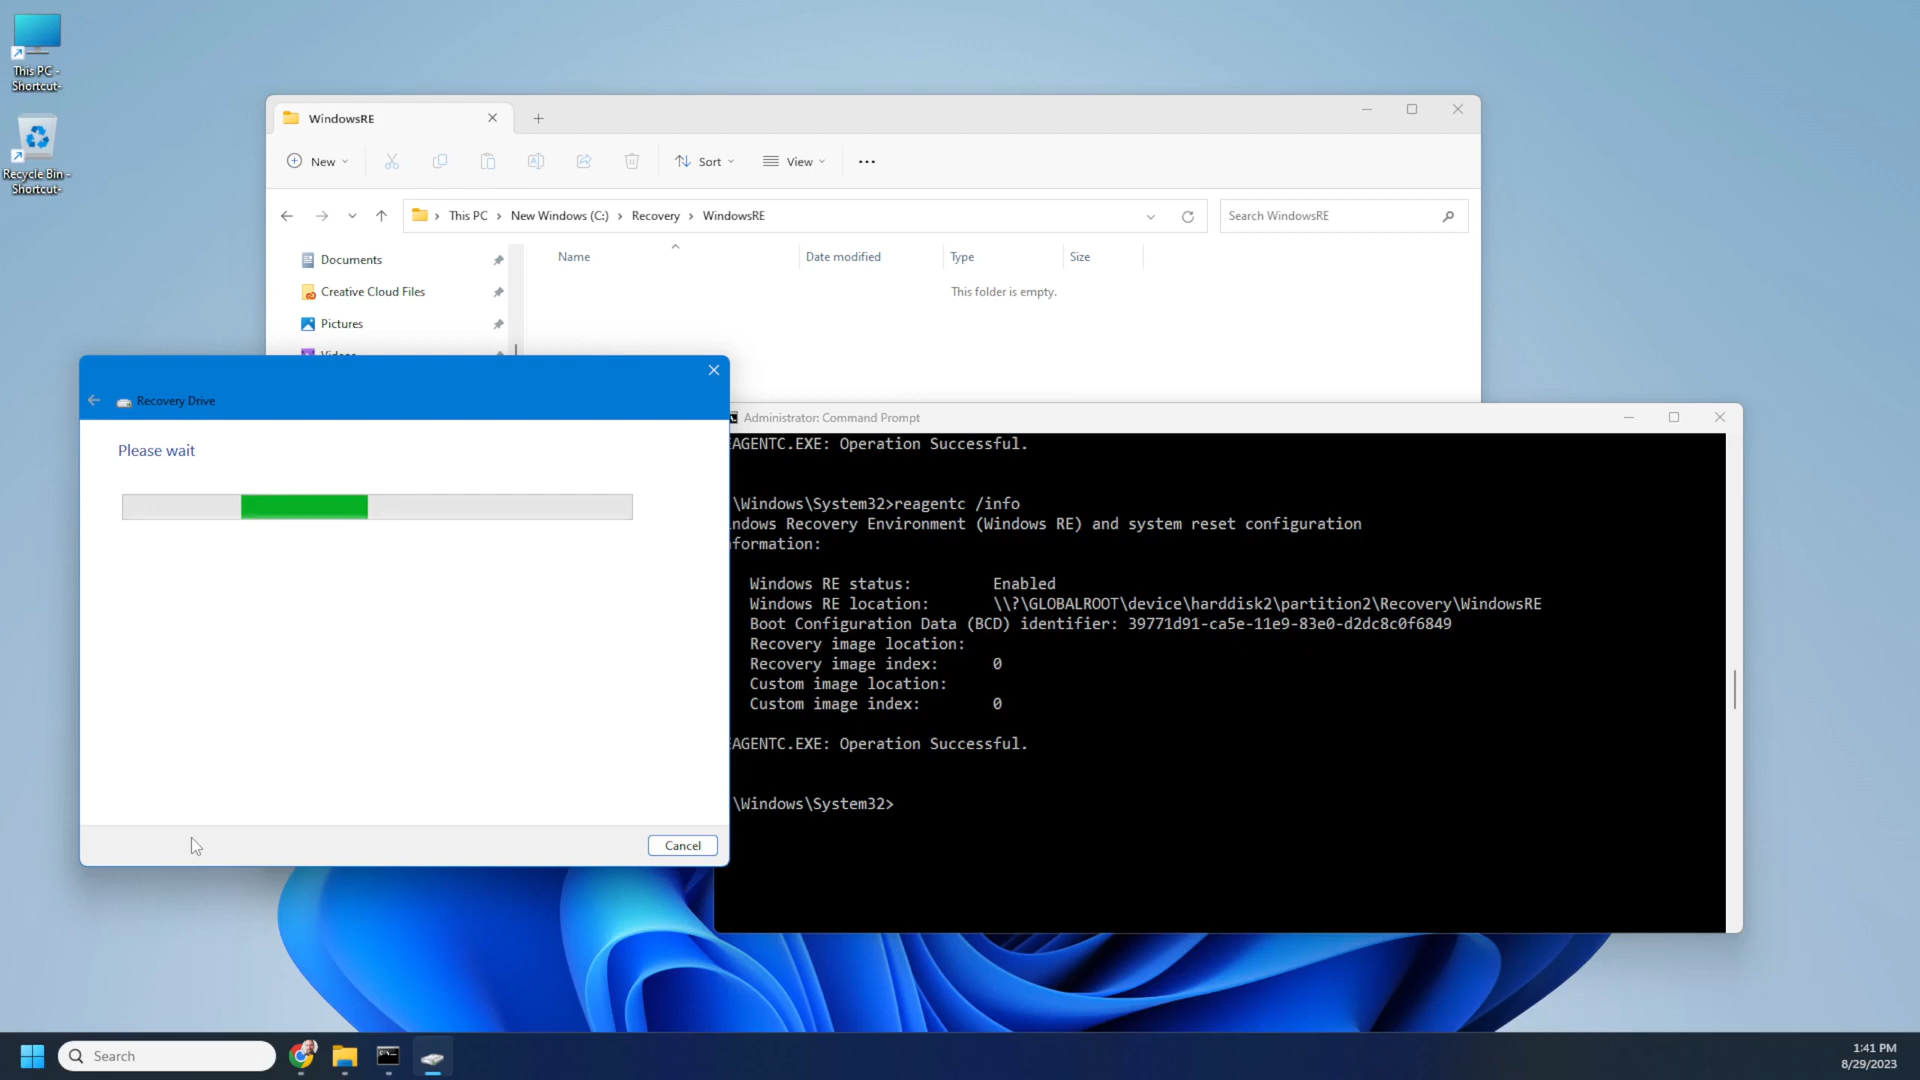 This PC -
Shortcut-
Recycle Bin -
Shortcut-
WindowsRE
New
Sort
View
This PC > New Windows (C:) > Recovery > WindowsRE
Search WindowsRE
Name
Date modified
Type
Size
Documents
Creative Cloud Files
Pictures
This folder is empty.
Recovery Drive
Please wait
Cancel
Administrator: Command Prompt
AGENTC.EXE: Operation Successful.
\Windows\System32>reagentc /info
ndows Recovery Environment (Windows RE) and system reset configuration
formation:
Windows RE status: Enabled
Windows RE location: \\?\GLOBALROOT\device\harddisk2\partition2\Recovery\WindowsRE
Boot Configuration Data (BCD) identifier: 39771d91-ca5e-11e9-83e0-d2dc8c0f6849
Recovery image location:
Recovery image index: 0
Custom image location:
Custom image index: 0
AGENTC.EXE: Operation Successful.
\Windows\System32>
Search
1:41 PM
8/29/2023